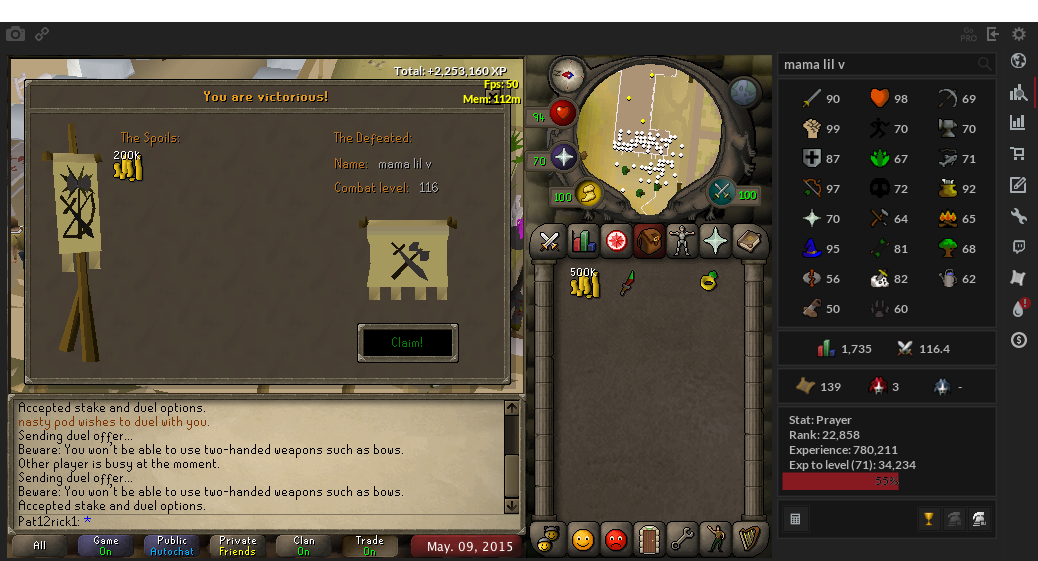 Go
PRO
Total: +2,253,160 XP
Fps: 50
Mem: 112m
You are victorious!
The Spoils:
200K
The Defeated:
Name: mama lil v
Combat level: 116
Claim!
94
70
100
100
500K
Accepted stake and duel options.
nasty pod wishes to duel with you.
Sending duel offer...
Beware: You won't be able to use two-handed weapons such as bows.
Other player is busy at the moment.
Sending duel offer...
Beware: You won't be able to use two-handed weapons such as bows.
Accepted stake and duel options.
Pat12rick1: *
All
Game
On
Public
Autochat
Private
Friends
Clan
On
Trade
On
May. 09, 2015
mama lil v
90 98 69
99 70 70
87 67 71
97 72 92
70 64 65
95 81 68
56 82 62
50 60
1,735 116.4
139 3 -
Stat: Prayer
Rank: 22,858
Experience: 780,211
Exp to level (71): 34,234
55%